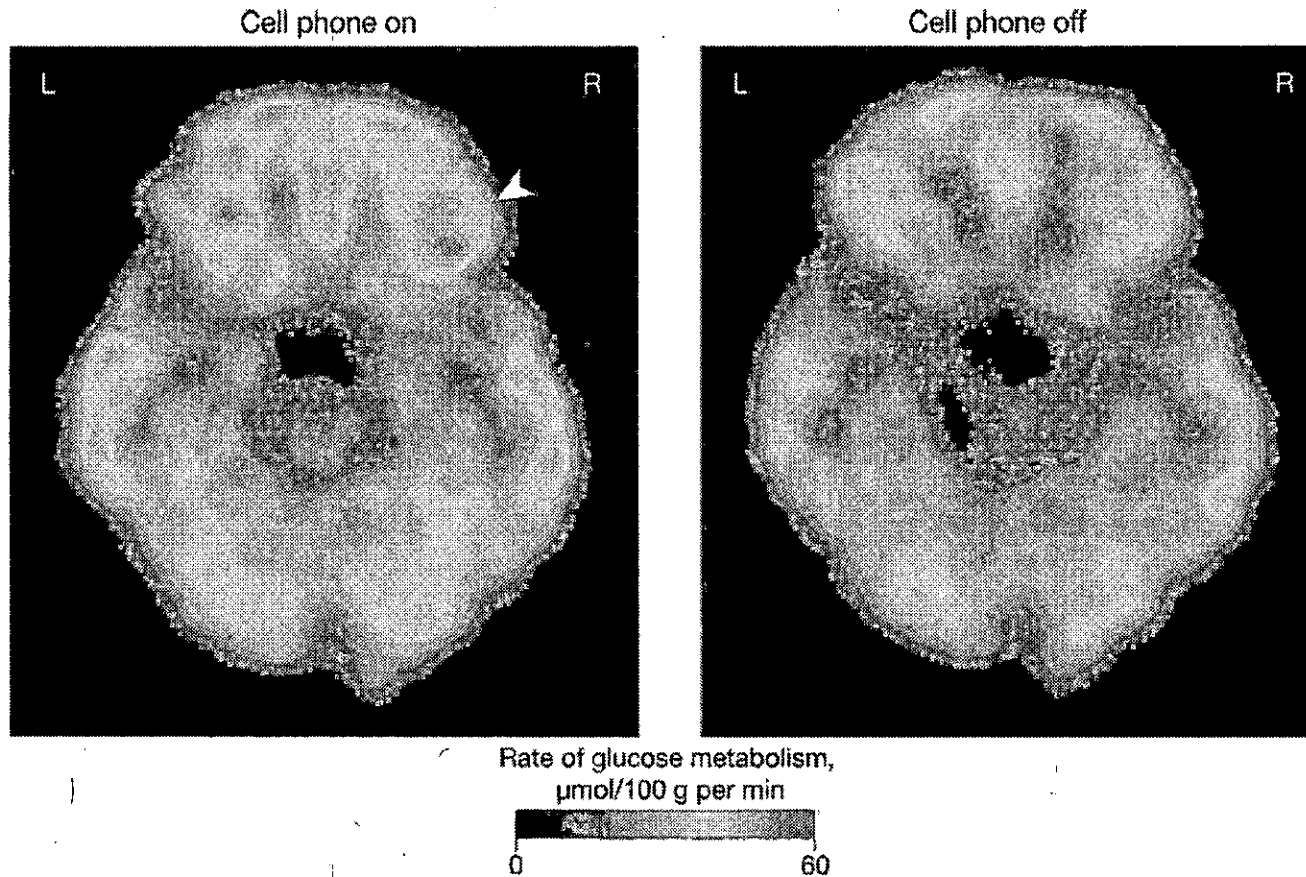 Cell phone on
Cell phone off
L
R
L
R
Rate of glucose metabolism,
μmol/100 g per min
0
60